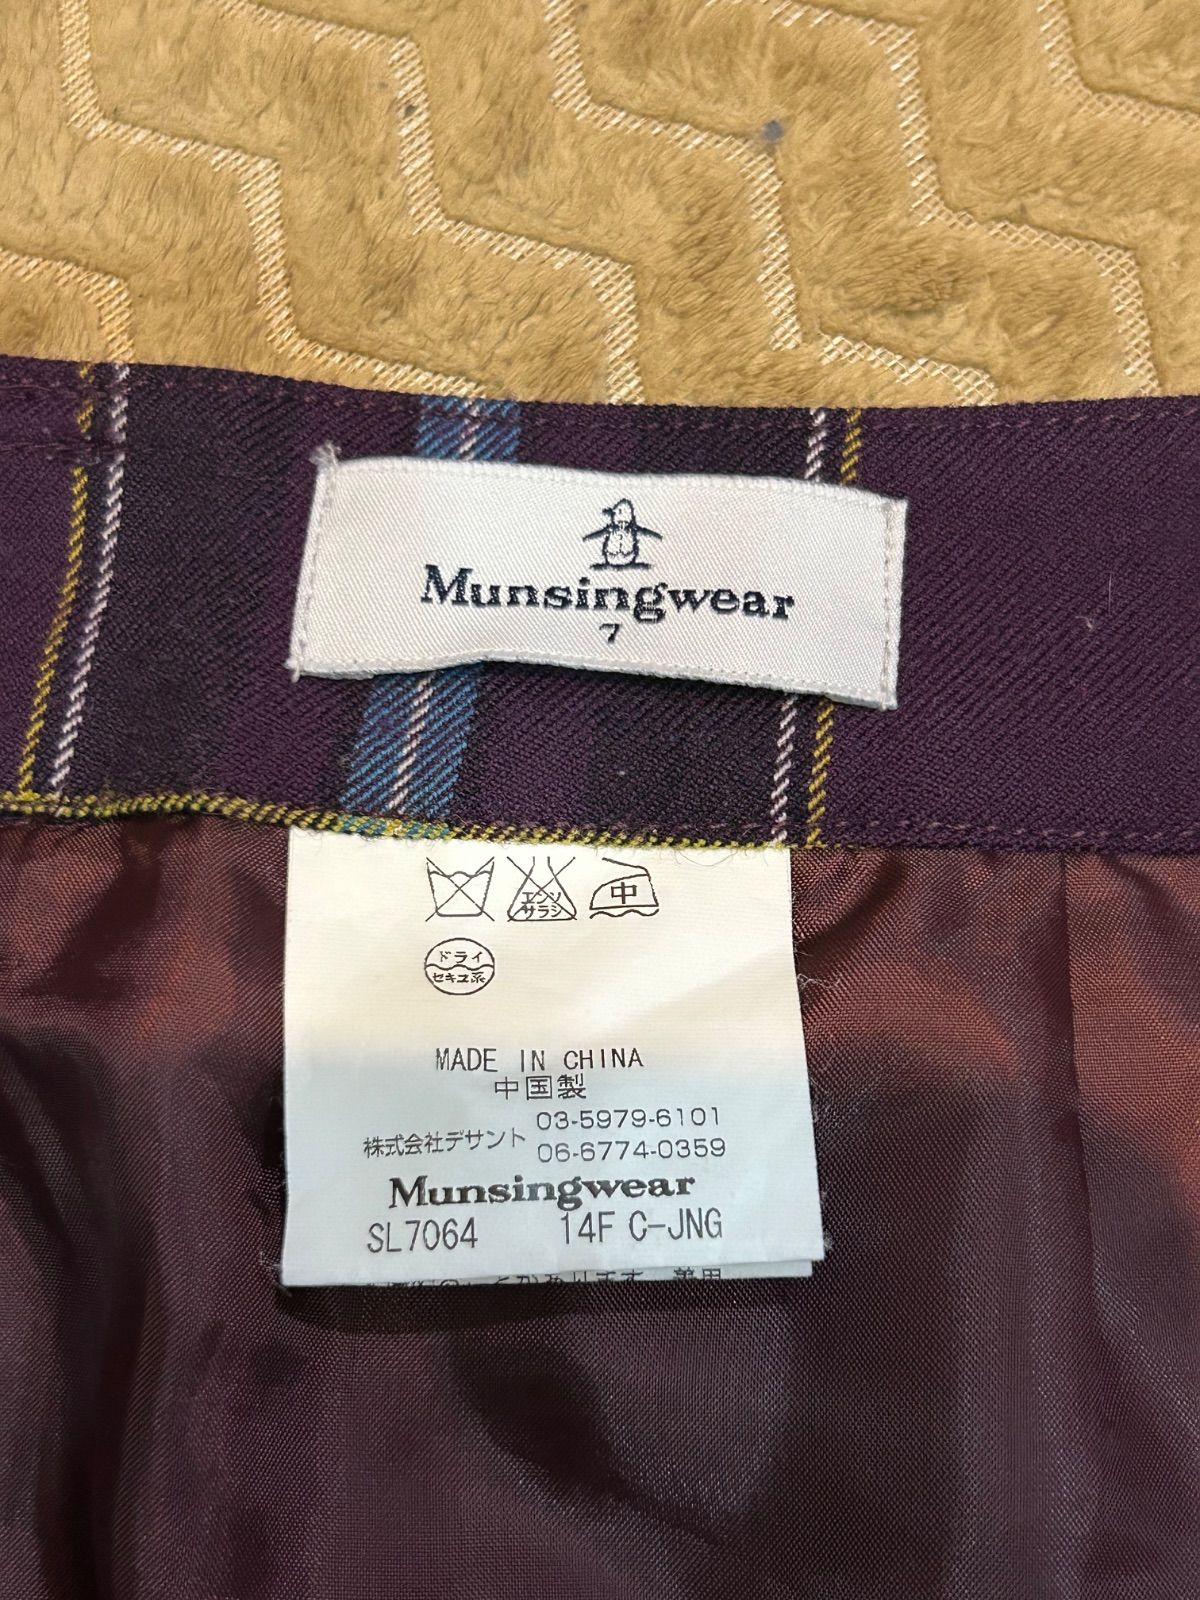 Munsingwear
7
エンソ
サラシ
中
ドライ
セキユ系
MADE IN CHINA
中国製
株式会社デサント
03-5979-6101
06-6774-0359
Munsingwear
SL7064 14F C-JNG